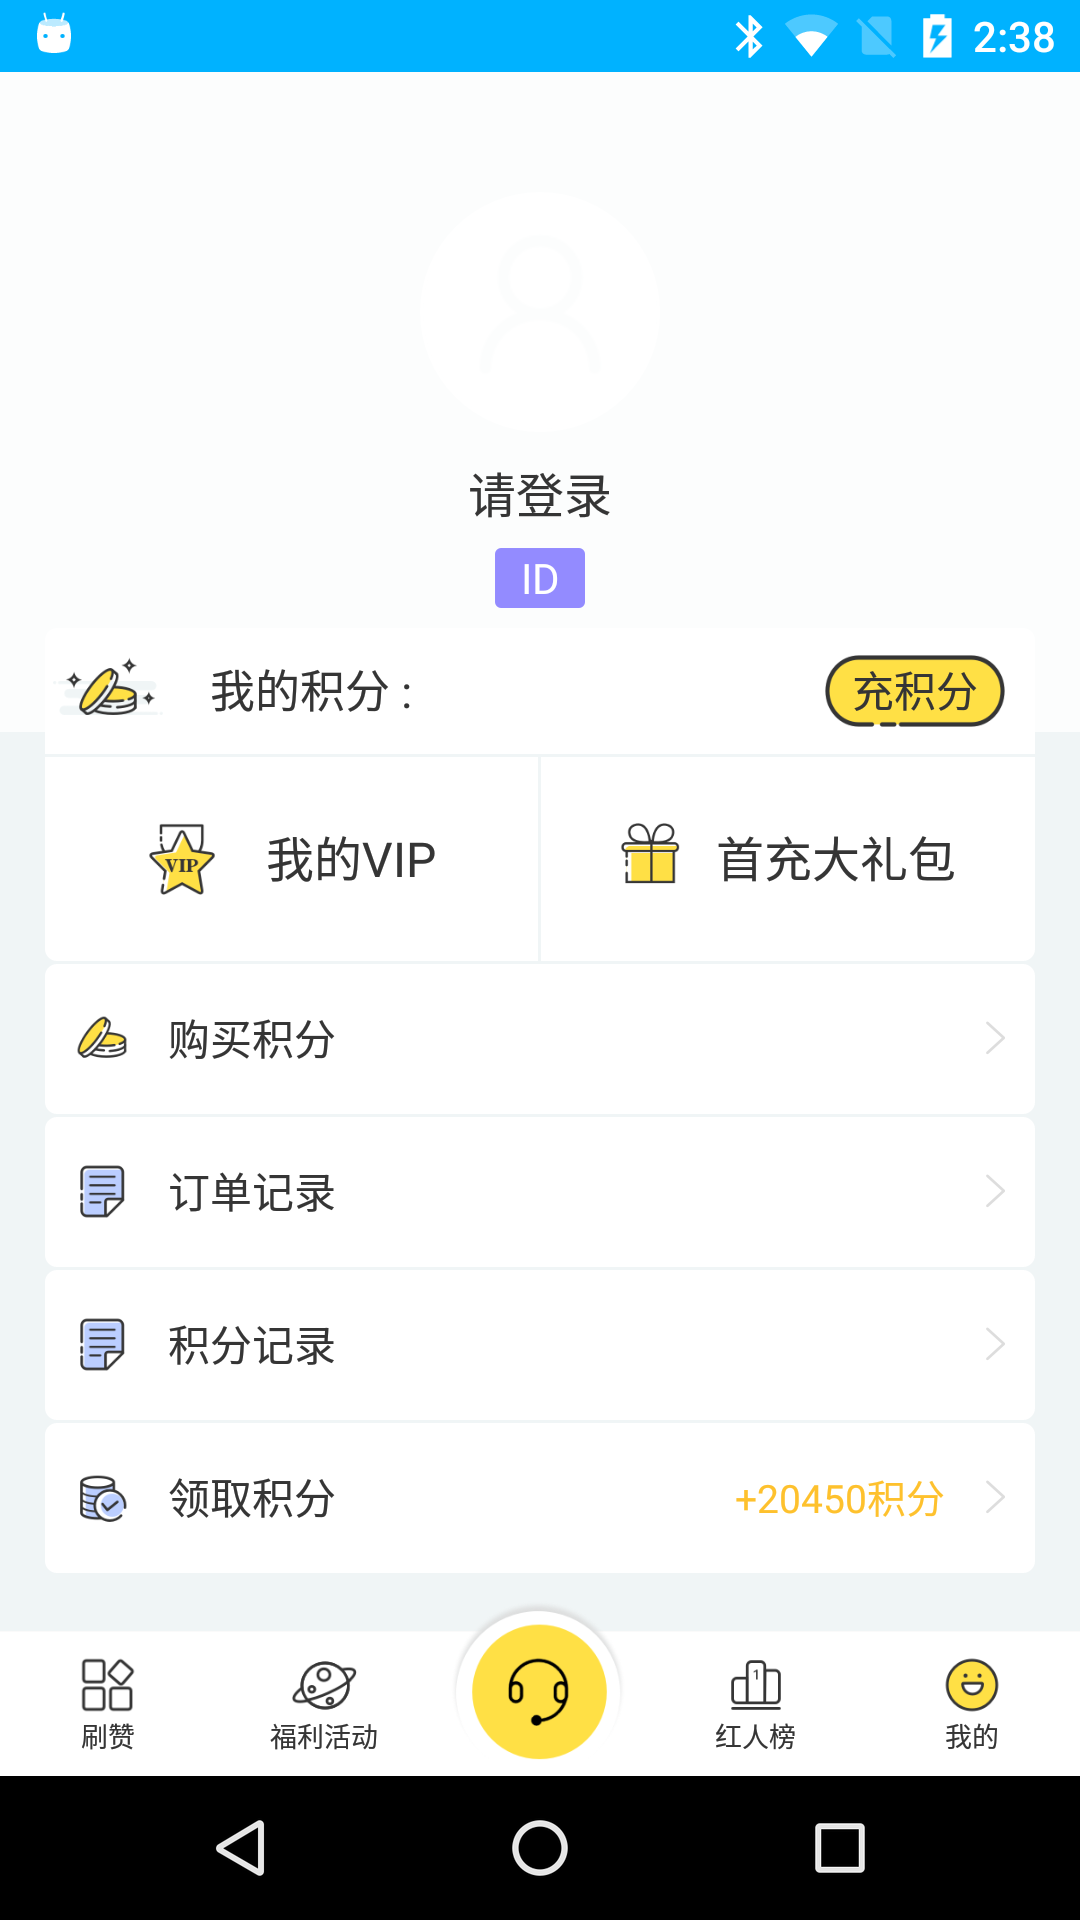 2:38
请登录
ID
我的积分 :
充积分
VIP
我的VIP
首充大礼包
购买积分
订单记录
积分记录
领取积分
+20450积分
1
刷赞
福利活动
红人榜
我的